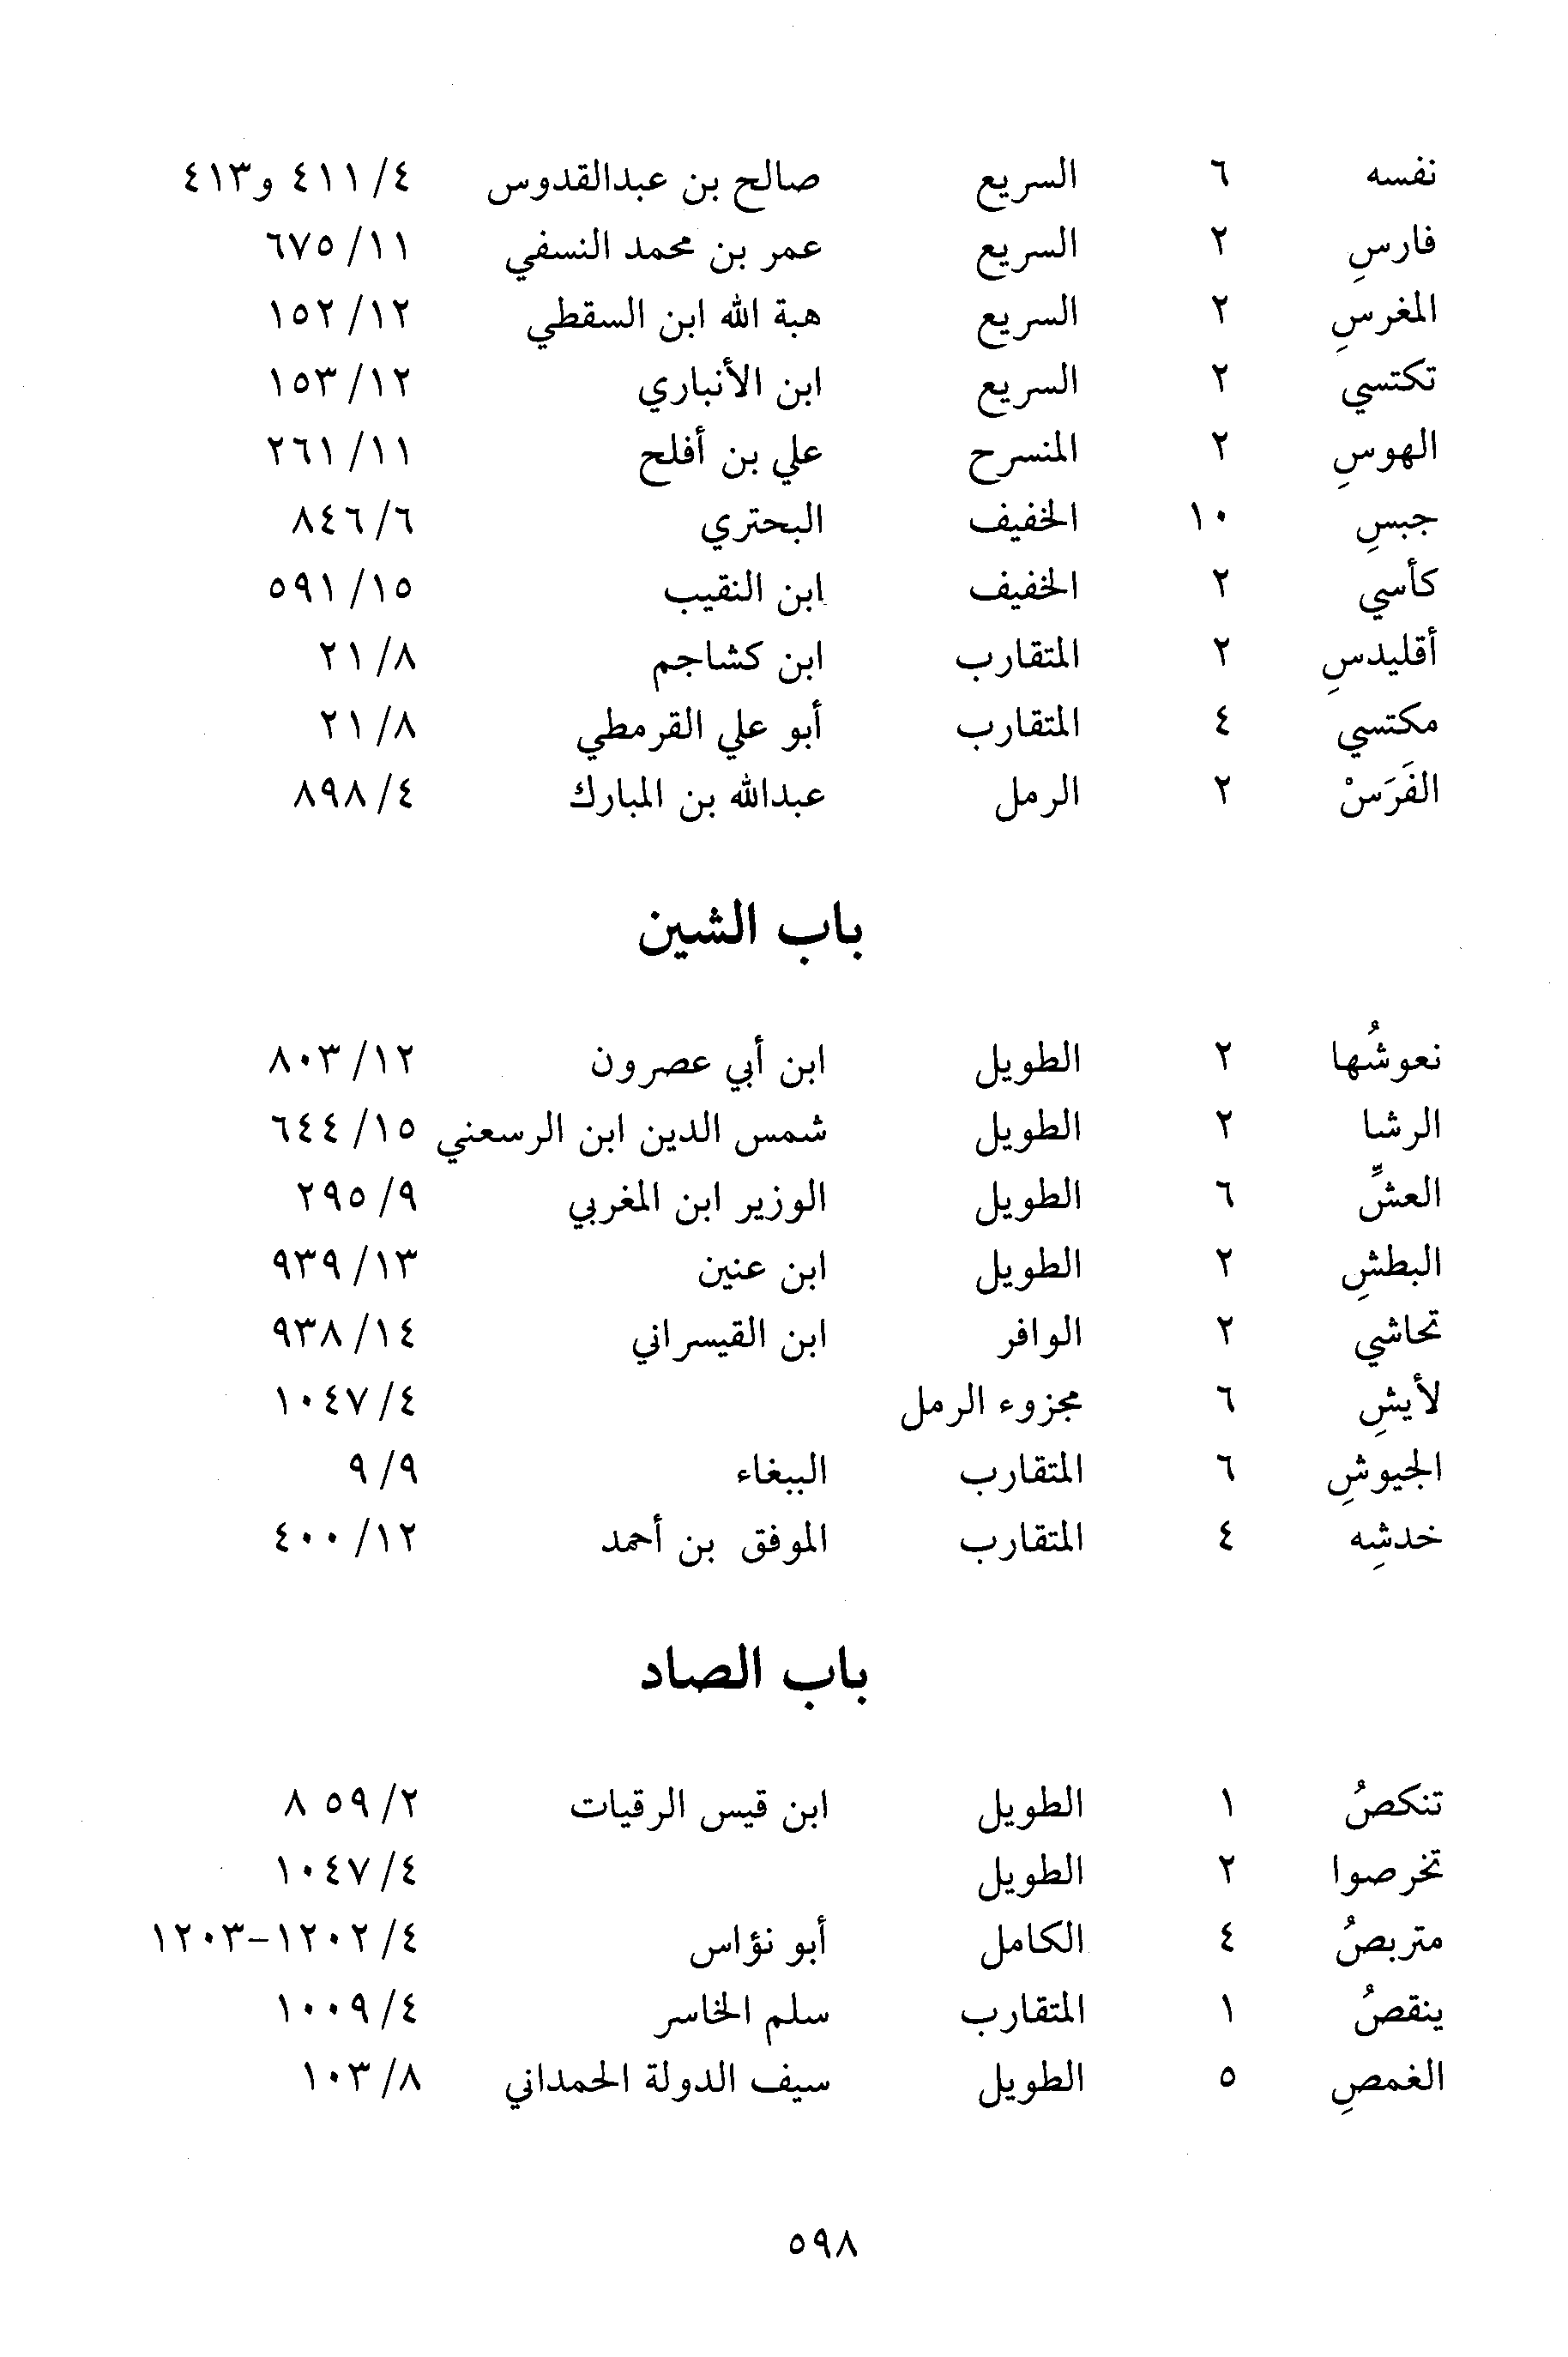 نفسه ٦ السريع صالح بن عبدالقدوس ٤/ ٤١١ و٤١٣
فارسِ ٢ السريع عمر بن محمد النسفي ١١/ ٦٧٥
المغرسِ ٢ السريع هبة الله ابن السقطي ١٢/ ١٥٢
تكتسي ٢ السريع ابن الأنباري ١٢/ ١٥٣
الهوسِ ٢ المنسرح علي بن أفلح ١١/ ٢٦١
جبسِ ١٠ الخفيف البحتري ٦/ ٨٤٦
كأسي ٢ الخفيف ابن النقيب ١٥/ ٥٩١
أقليدسِ ٢ المتقارب ابن كشاجم ٨/ ٢١
مكتسي ٤ المتقارب أبو علي القرمطي ٨/ ٢١
الفَرَسْ ٢ الرمل عبدالله بن المبارك ٤/ ٨٩٨
باب الشين
نعوشُها ٢ الطويل ابن أبي عصرون ١٢/ ٨٠٣
الرشا ٢ الطويل شمس الدين ابن الرسعني ١٥/ ٦٤٤
العشِّ ٦ الطويل الوزير ابن المغربي ٩/ ٢٩٥
البطشِ ٢ الطويل ابن عنين ١٣/ ٩٣٩
تحاشي ٢ الوافر ابن القيسراني ١٤/ ٩٣٨
لأيشِ ٦ مجزوء الرمل ٤/ ١٠٤٧
الجيوشِ ٦ المتقارب الببغاء ٩/ ٩
خدشِه ٤ المتقارب الموفق بن أحمد ١٢/ ٤٠٠
باب الصاد
تنكصُ ١ الطويل ابن قيس الرقيات ٢/ ٨٥٩
تخرصوا ٢ الطويل ٤/ ١٠٤٧
متربصُ ٤ الكامل أبو نؤاس ٤/ ١٢٠٢-١٢٠٣
ينقصُ ١ المتقارب سلم الخاسر ٤/ ١٠٠٩
الغمصِ ٥ الطويل سيف الدولة الحمداني ٨/ ١٠٣
٥٩٨